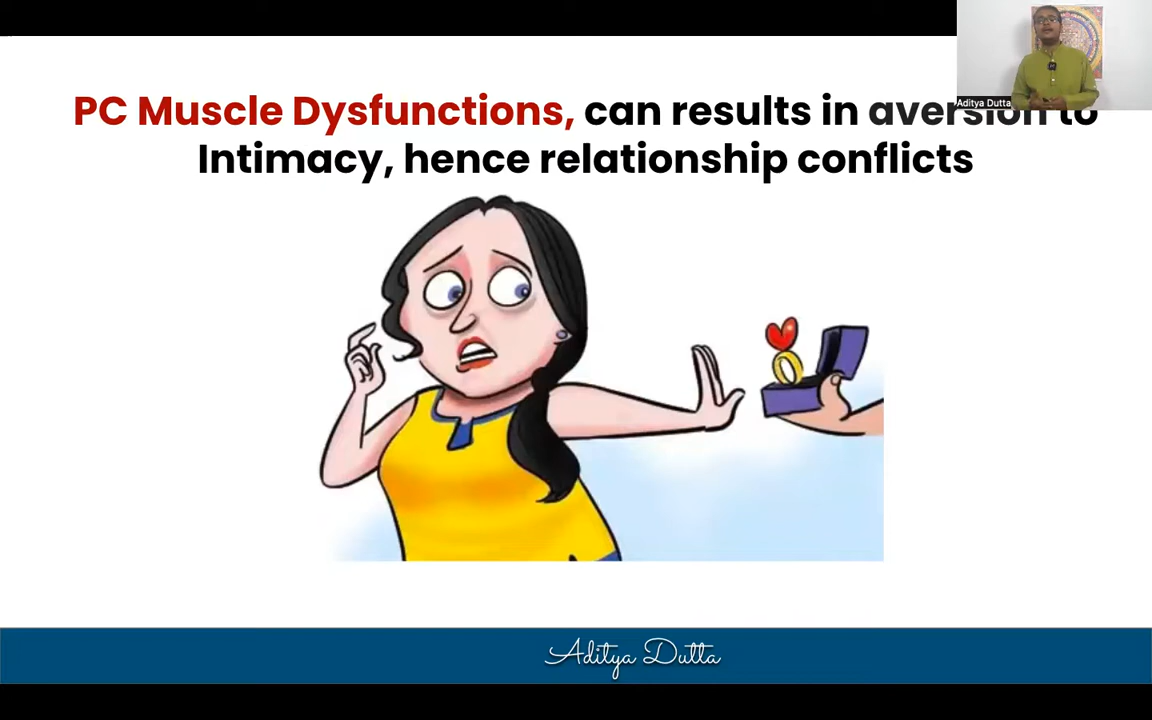 PC Muscle Dysfunctions, can results in aversion to
Intimacy, hence relationship conflicts
Aditya Dutta
Aditya Dutta